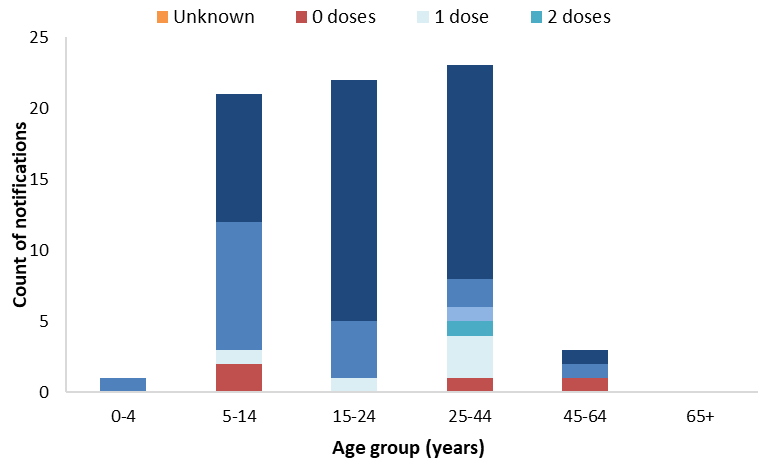 Unknown 0 doses 1 dose 2 doses
25
20
15
10
5
0
Count of notifications
0-4 5-14 15-24 25-44 45-64 65+
Age group (years)